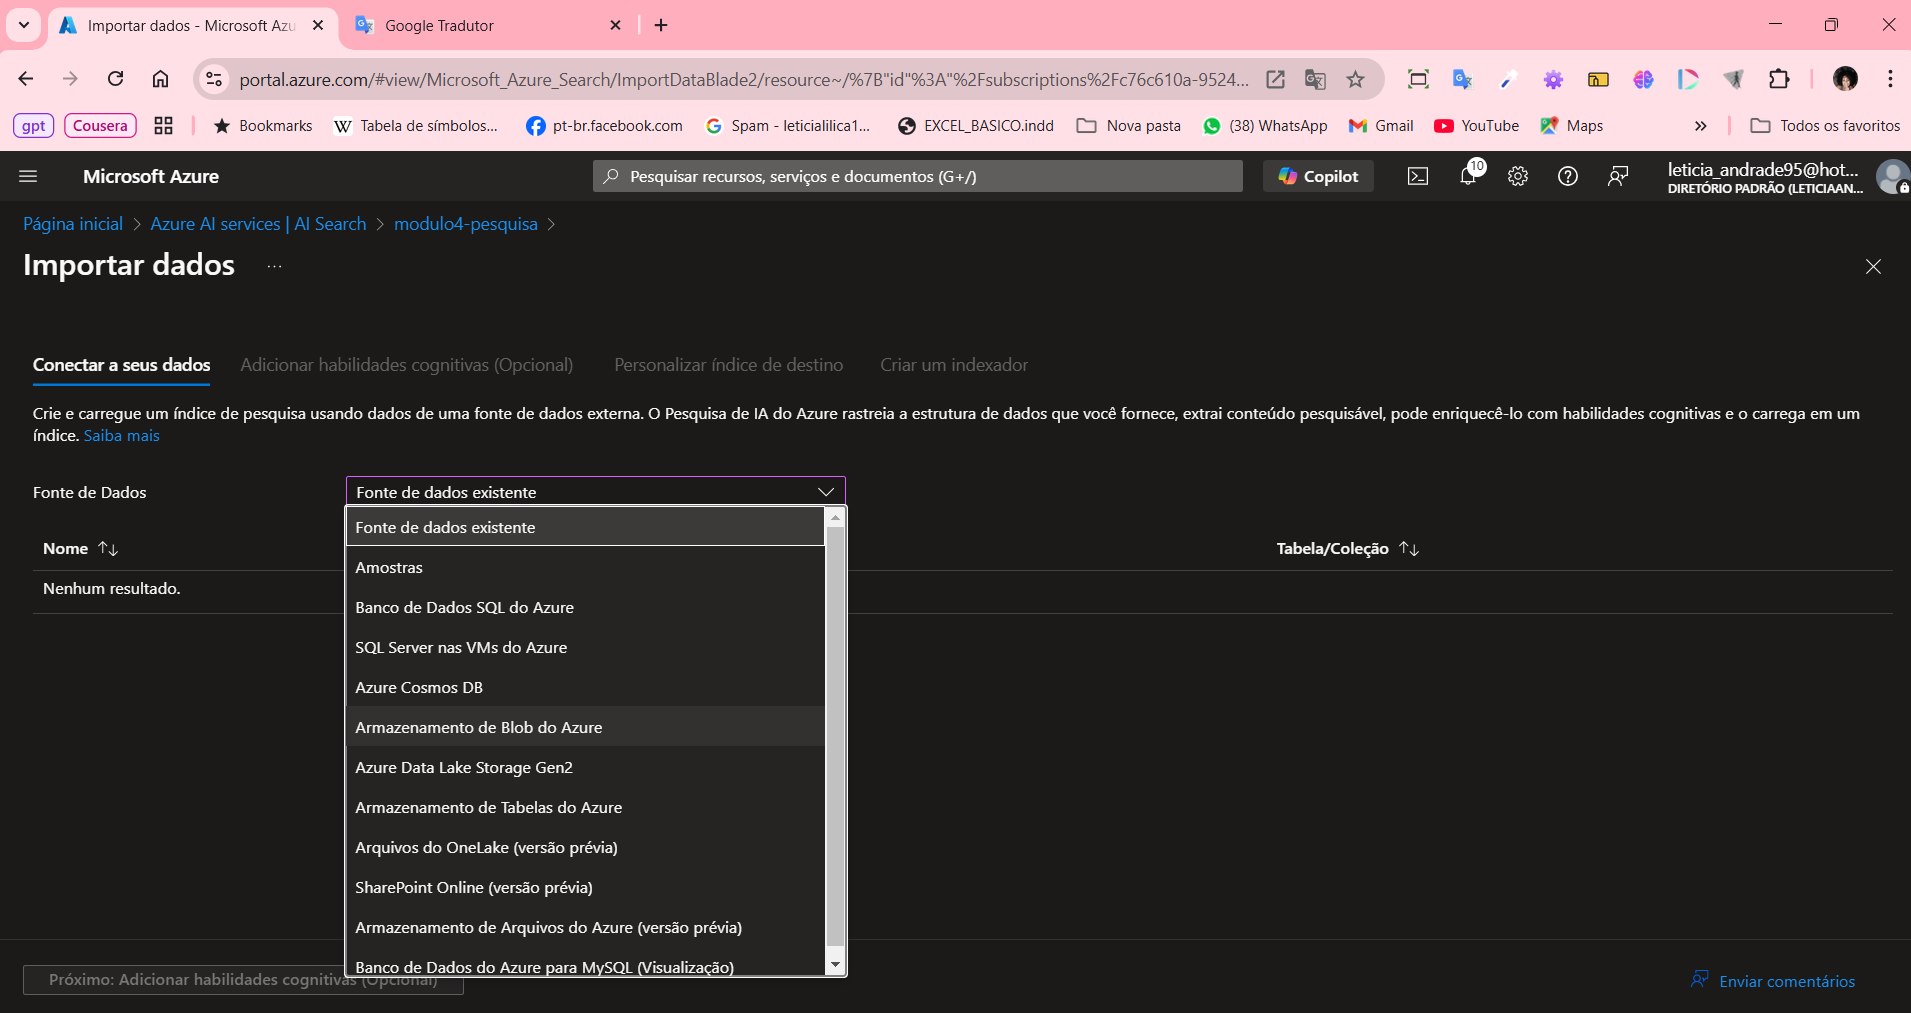 Importar dados - Microsoft Azu
Google Tradutor
portal.azure.com/#view/Microsoft_Azure_Search/ImportDataBlade2/resource~/%7B"id"%3A"%2Fsubscriptions%2Fc76c610a-9524...
gpt
Cousera
Bookmarks
Tabela de símbolos...
pt-br.facebook.com
Spam - leticialilica1...
EXCEL_BASICO.indd
Nova pasta
(38) WhatsApp
Gmail
YouTube
Maps
»
Todos os favoritos
Microsoft Azure
Pesquisar recursos, serviços e documentos (G+/)
Copilot
10
leticia_andrade95@hot...
DIRETÓRIO PADRÃO (LETICIAAN...
Página inicial > Azure AI services | AI Search > modulo4-pesquisa >
Importar dados ...
Conectar a seus dados
Adicionar habilidades cognitivas (Opcional)
Personalizar índice de destino
Criar um indexador
Crie e carregue um índice de pesquisa usando dados de uma fonte de dados externa. O Pesquisa de IA do Azure rastreia a estrutura de dados que você fornece, extrai conteúdo pesquisável, pode enriquecê-lo com habilidades cognitivas e o carrega em um
índice. Saiba mais
Fonte de Dados
Fonte de dados existente
Fonte de dados existente
Amostras
Banco de Dados SQL do Azure
SQL Server nas VMs do Azure
Azure Cosmos DB
Armazenamento de Blob do Azure
Azure Data Lake Storage Gen2
Armazenamento de Tabelas do Azure
Arquivos do OneLake (versão prévia)
SharePoint Online (versão prévia)
Armazenamento de Arquivos do Azure (versão prévia)
Banco de Dados do Azure para MySQL (Visualização)
Nome
Tabela/Coleção
Nenhum resultado.
Próximo: Adicionar habilidades cognitivas (Opcional)
Enviar comentários